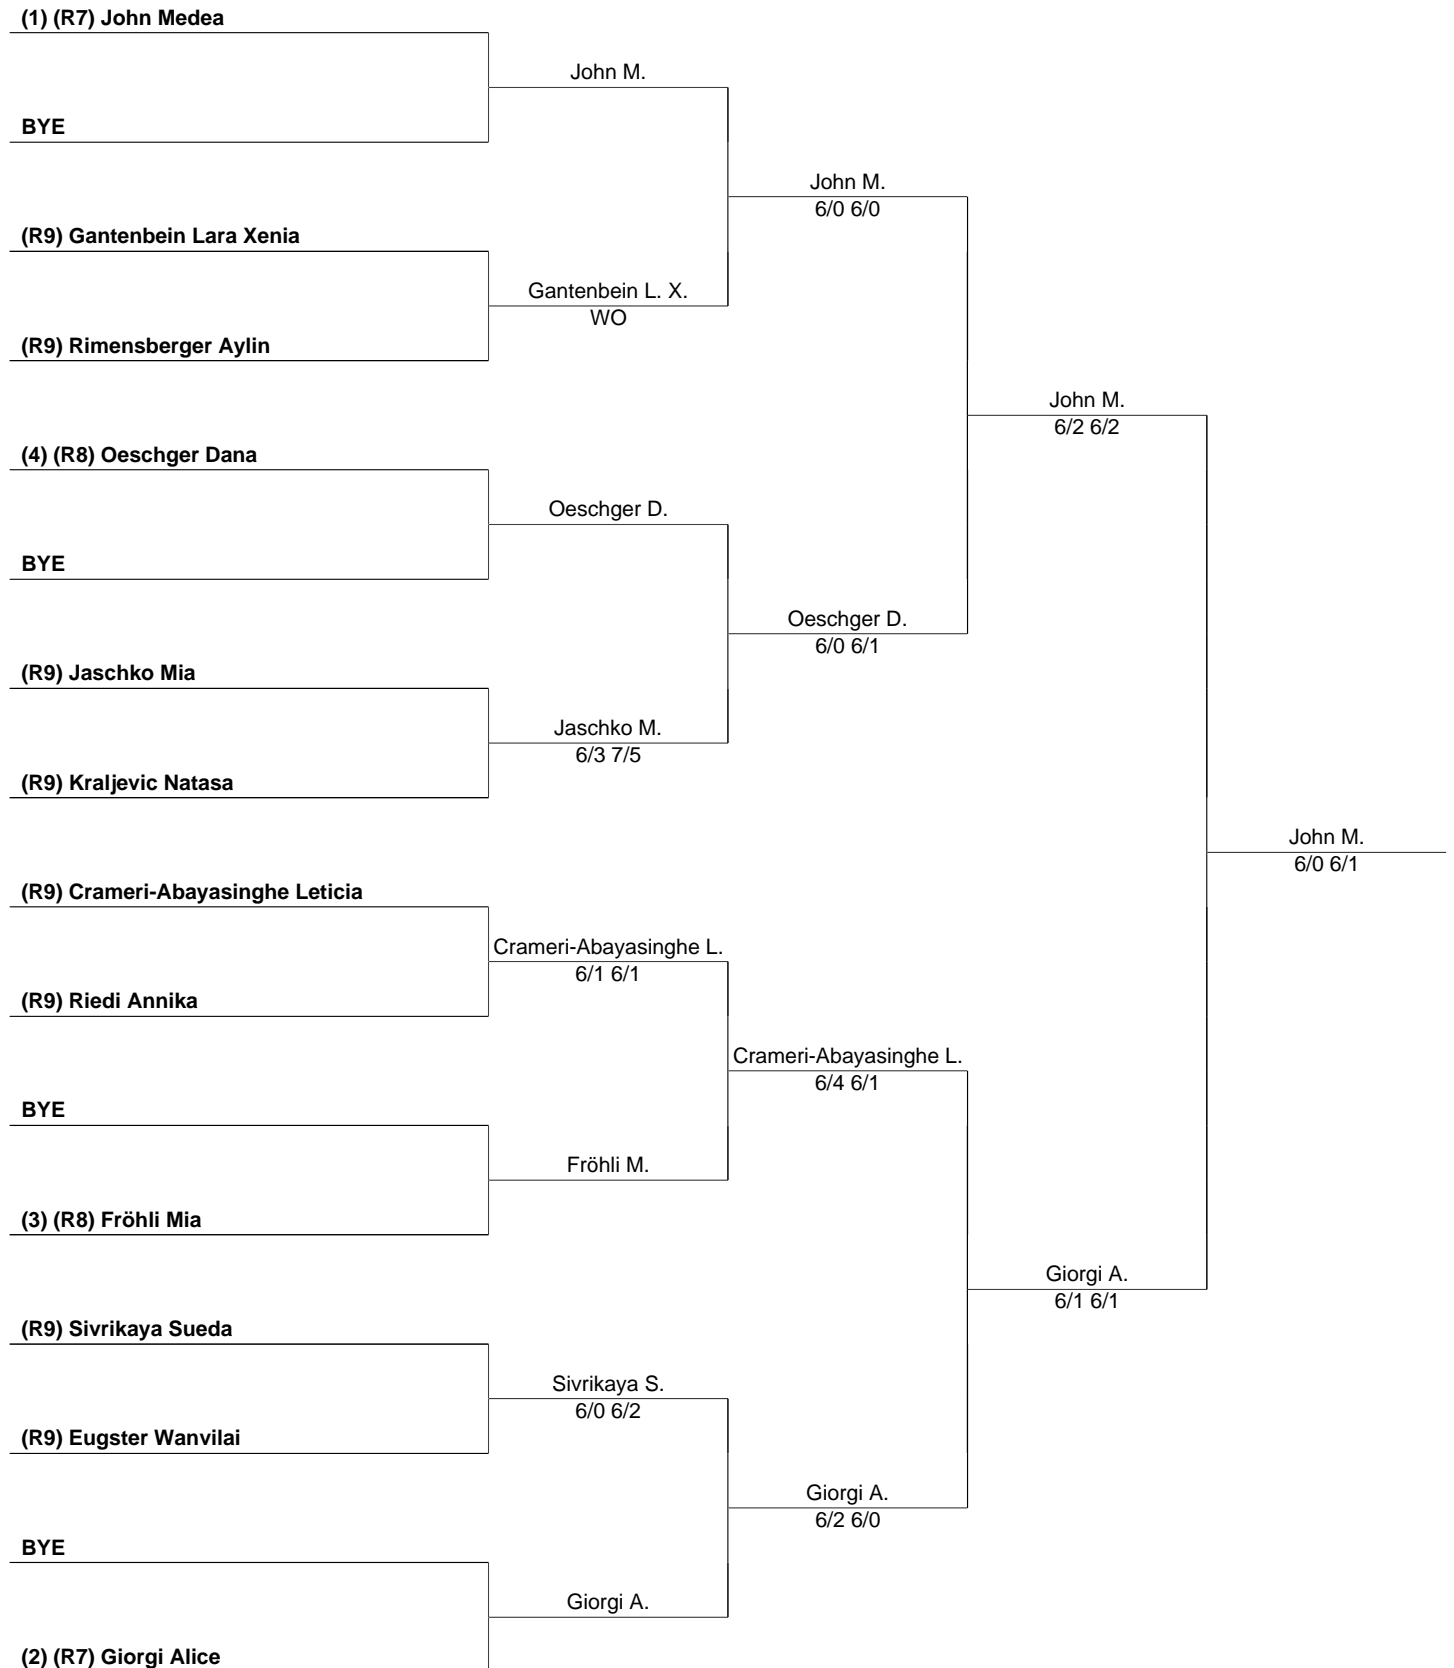 (1) (R7) John Medea
John M.
BYE
John M.
6/0 6/0
(R9) Gantenbein Lara Xenia
Gantenbein L. X.
WO
(R9) Rimensberger Aylin
John M.
6/2 6/2
(4) (R8) Oeschger Dana
Oeschger D.
BYE
Oeschger D.
6/0 6/1
(R9) Jaschko Mia
Jaschko M.
6/3 7/5
(R9) Kraljevic Natasa
John M.
6/0 6/1
(R9) Crameri-Abayasinghe Leticia
Crameri-Abayasinghe L.
6/1 6/1
(R9) Riedi Annika
Crameri-Abayasinghe L.
6/4 6/1
BYE
Fröhli M.
(3) (R8) Fröhli Mia
Giorgi A.
6/1 6/1
(R9) Sivrikaya Sueda
Sivrikaya S.
6/0 6/2
(R9) Eugster Wanvilai
Giorgi A.
6/2 6/0
BYE
Giorgi A.
(2) (R7) Giorgi Alice